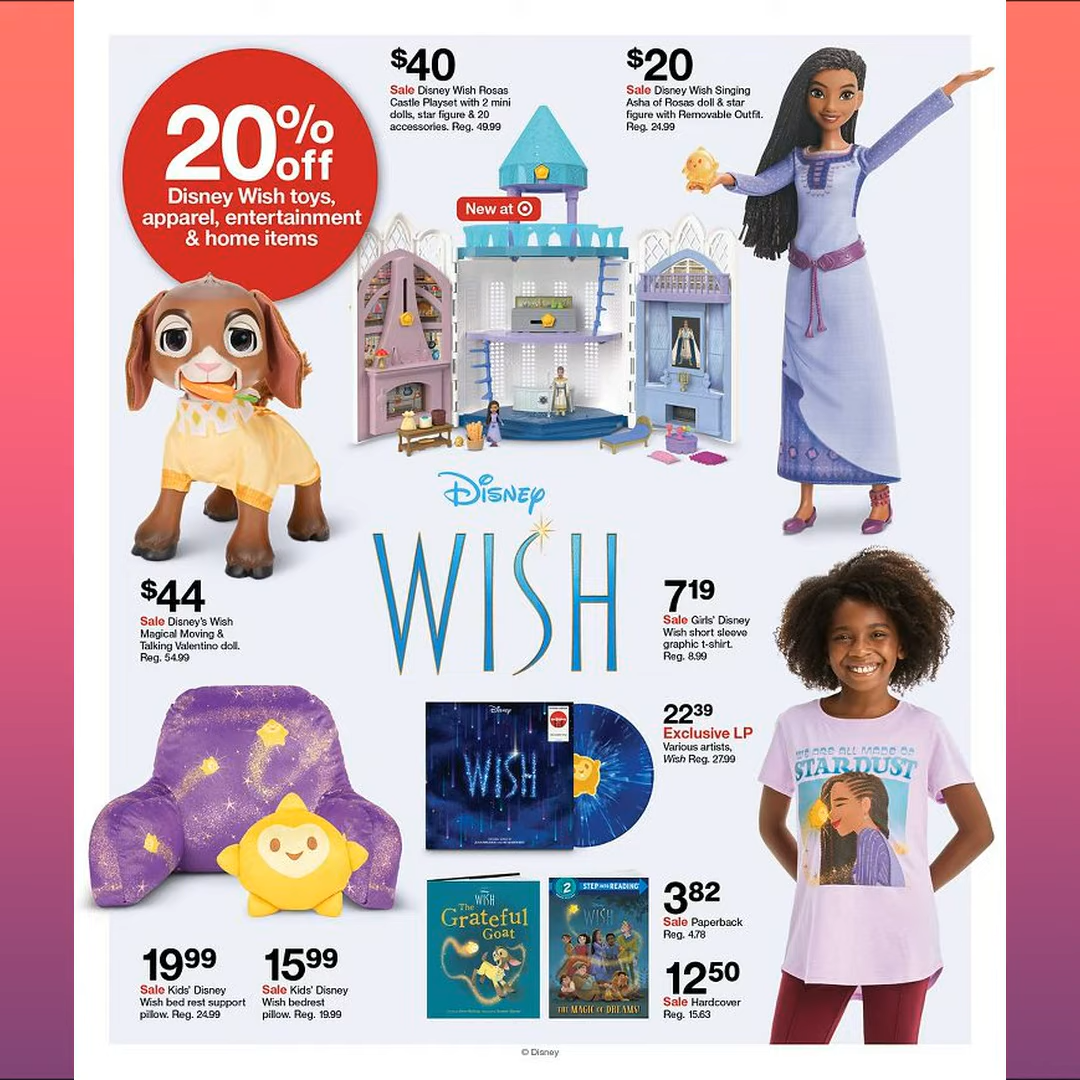 20%
off
Disney Wish toys,
apparel, entertainment
& home items
$40
Sale Disney Wish Rosas
Castle Playset with 2 mini
dolls, star figure & 20
accessories. Reg. 49.99
$20
Sale Disney Wish Singing
Asha of Rosas doll & star
figure with Removable Outfit.
Reg. 24.99
New at
Disney
WISH
$44
Sale Disney's Wish
Magical Moving &
Talking Valentino doll.
Reg. 54.99
7 19
Sale Girls' Disney
Wish short sleeve
graphic t-shirt.
Reg. 8.99
WE ARE ALL MADE OF
STARDUST
Disney
WISH
22 39
Exclusive LP
Various artists,
Wish Reg. 27.99
WISH
The
Grateful
Goat
2 STEP INTO READING
WISH
THE MAGIC OF DREAMS!
3 82
Sale Paperback
Reg. 4.78
12 50
Sale Hardcover
Reg. 15.63
19 99
Sale Kids' Disney
Wish bed rest support
pillow. Reg. 24.99
15 99
Sale Kids' Disney
Wish bedrest
pillow. Reg. 19.99
© Disney